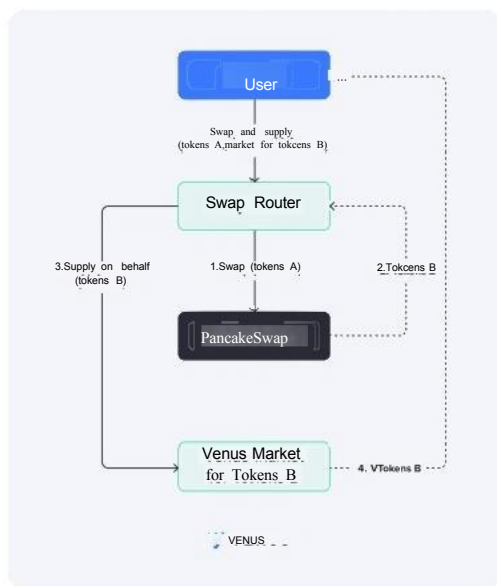 User
...
Swap and supply
(tokens A,market for tokcens B)
Swap Router
3.Supply on behalf
(tokens B)
1.Swap (tokens A)
2.Tokcens B
PancakeSwap
Venus Market
for Tokens B
4. VTokens B
VENUS